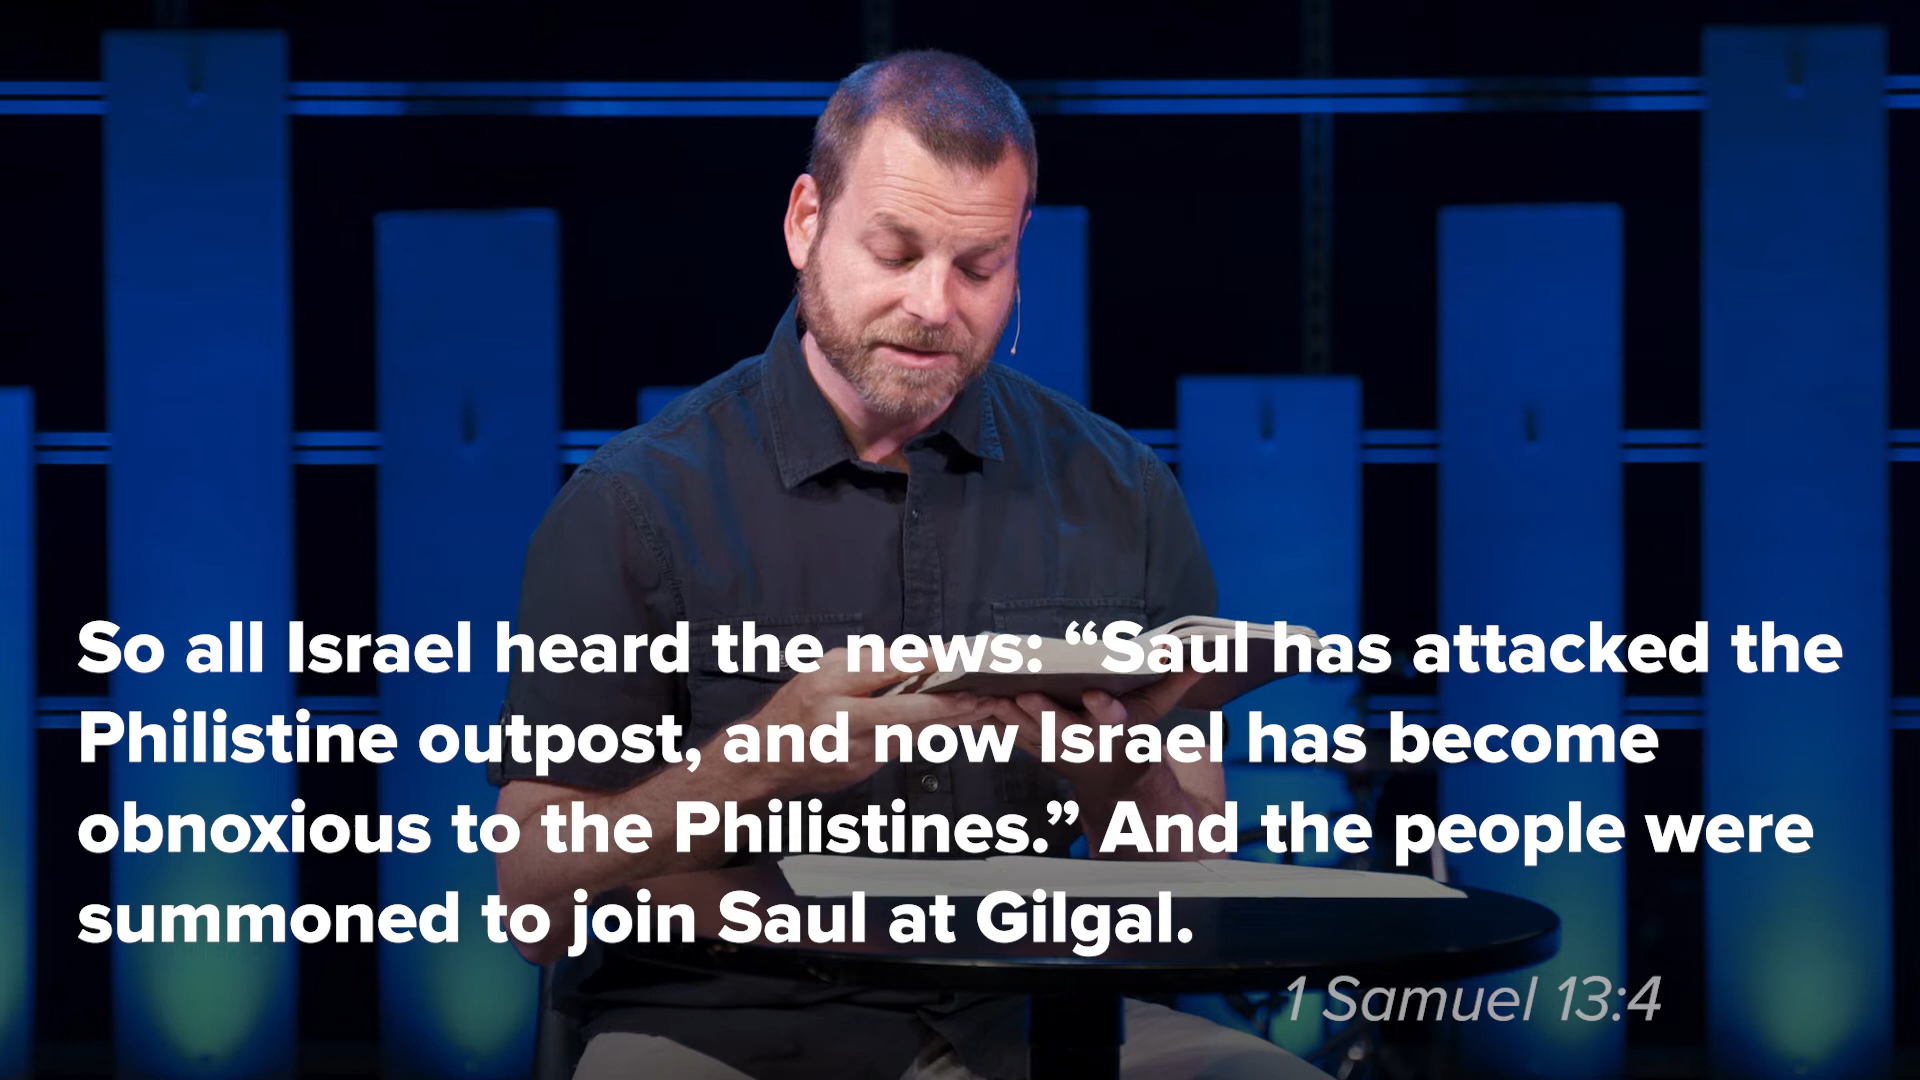 So all Israel heard the news: “Saul has attacked the
Philistine outpost, and now Israel has become
obnoxious to the Philistines.” And the people were
summoned to join Saul at Gilgal.
1 Samuel 13:4